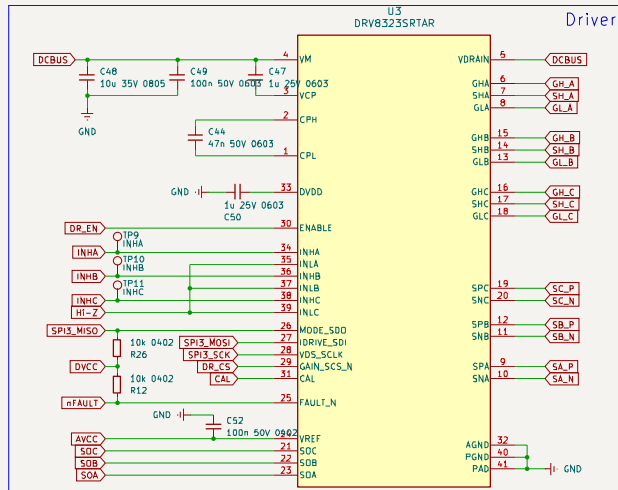 U3
DRV8323SRTAR
Driver
DCBUS
C48
10u 35V 0805
C49
100n 50V 0603
C47
1u 25V 0603
GND
4 VM
3 VCP
2 CPH
C44
47n 50V 0603
1 CPL
GND
1u 25V 0603
C50
33 DVDD
DR_EN
30 ENABLE
TP9
INHA
INHA
34 INHA
35 INLA
TP10
INHB
INHB
36 INHB
37 INLB
TP11
INHC
INHC
38 INHC
Hi-Z
39 INLC
SPI3_MISO
26 MODE_SDO
10k 0402
R26
SPI3_MOSI
27 IDRIVE_SDI
SPI3_SCK
28 VDS_SCLK
DVCC
DR_CS
29 GAIN_SCS_N
CAL
31 CAL
10k 0402
R12
nFAULT
25 FAULT_N
GND
C52
100n 50V 0402
AVCC
24 VREF
SOC
21 SOC
SOB
22 SOB
SOA
23 SOA
VDRAIN 5 DCBUS
GHA 6 GH_A
SHA 7 SH_A
GLA 8 GL_A
GHB 15 GH_B
SHB 14 SH_B
GLB 13 GL_B
GHC 16 GH_C
SHC 17 SH_C
GLC 18 GL_C
SPC 19 SC_P
SNC 20 SC_N
SPB 12 SB_P
SNB 11 SB_N
SPA 9 SA_P
SNA 10 SA_N
AGND 32
PGND 40
PAD 41
GND